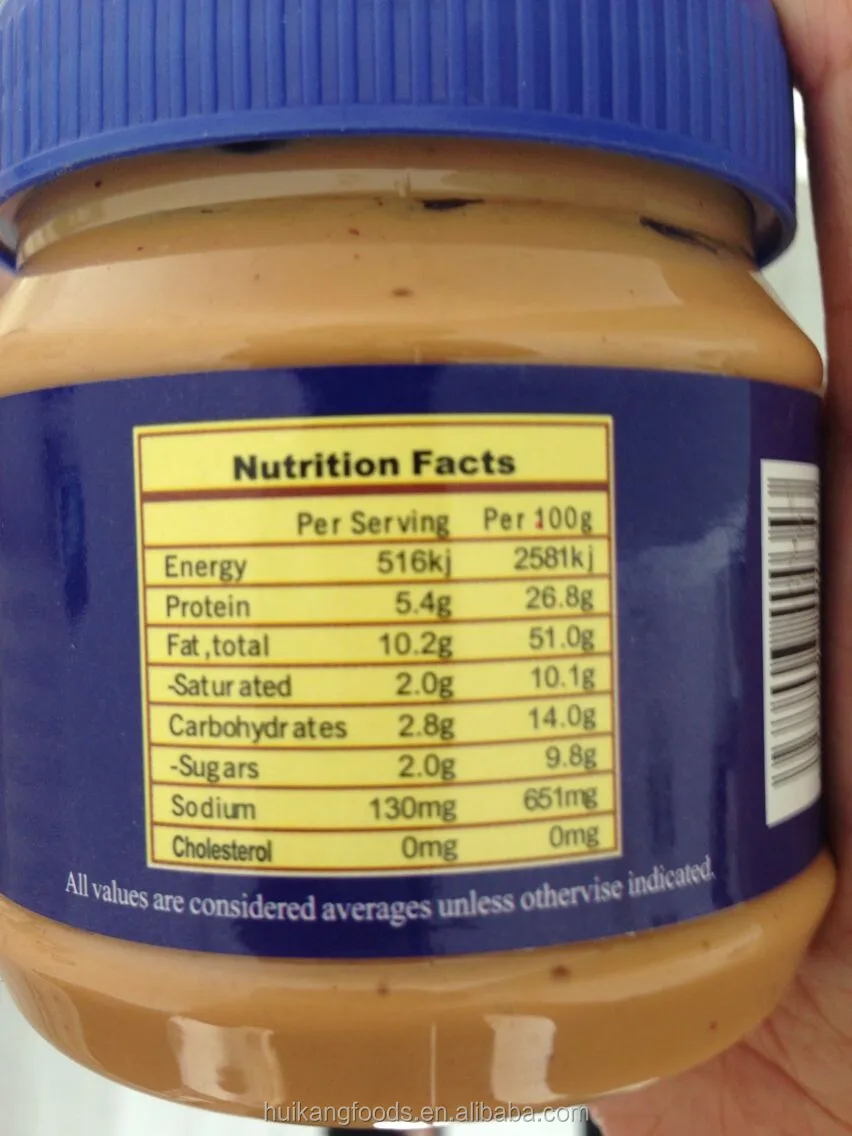 Nutrition Facts
Per Serving Per 100g
Energy 516kj 2581kj
Protein 5.4g 26.8g
Fat,total 10.2g 51.0g
-Saturated 2.0g 10.1g
Carbohydrates 2.8g 14.0g
-Sugars 2.0g 9.8g
Sodium 130mg 651mg
Cholesterol 0mg 0mg
All values are considered averages unless othervise indicated.
huikangfoods.en.alibaba.com